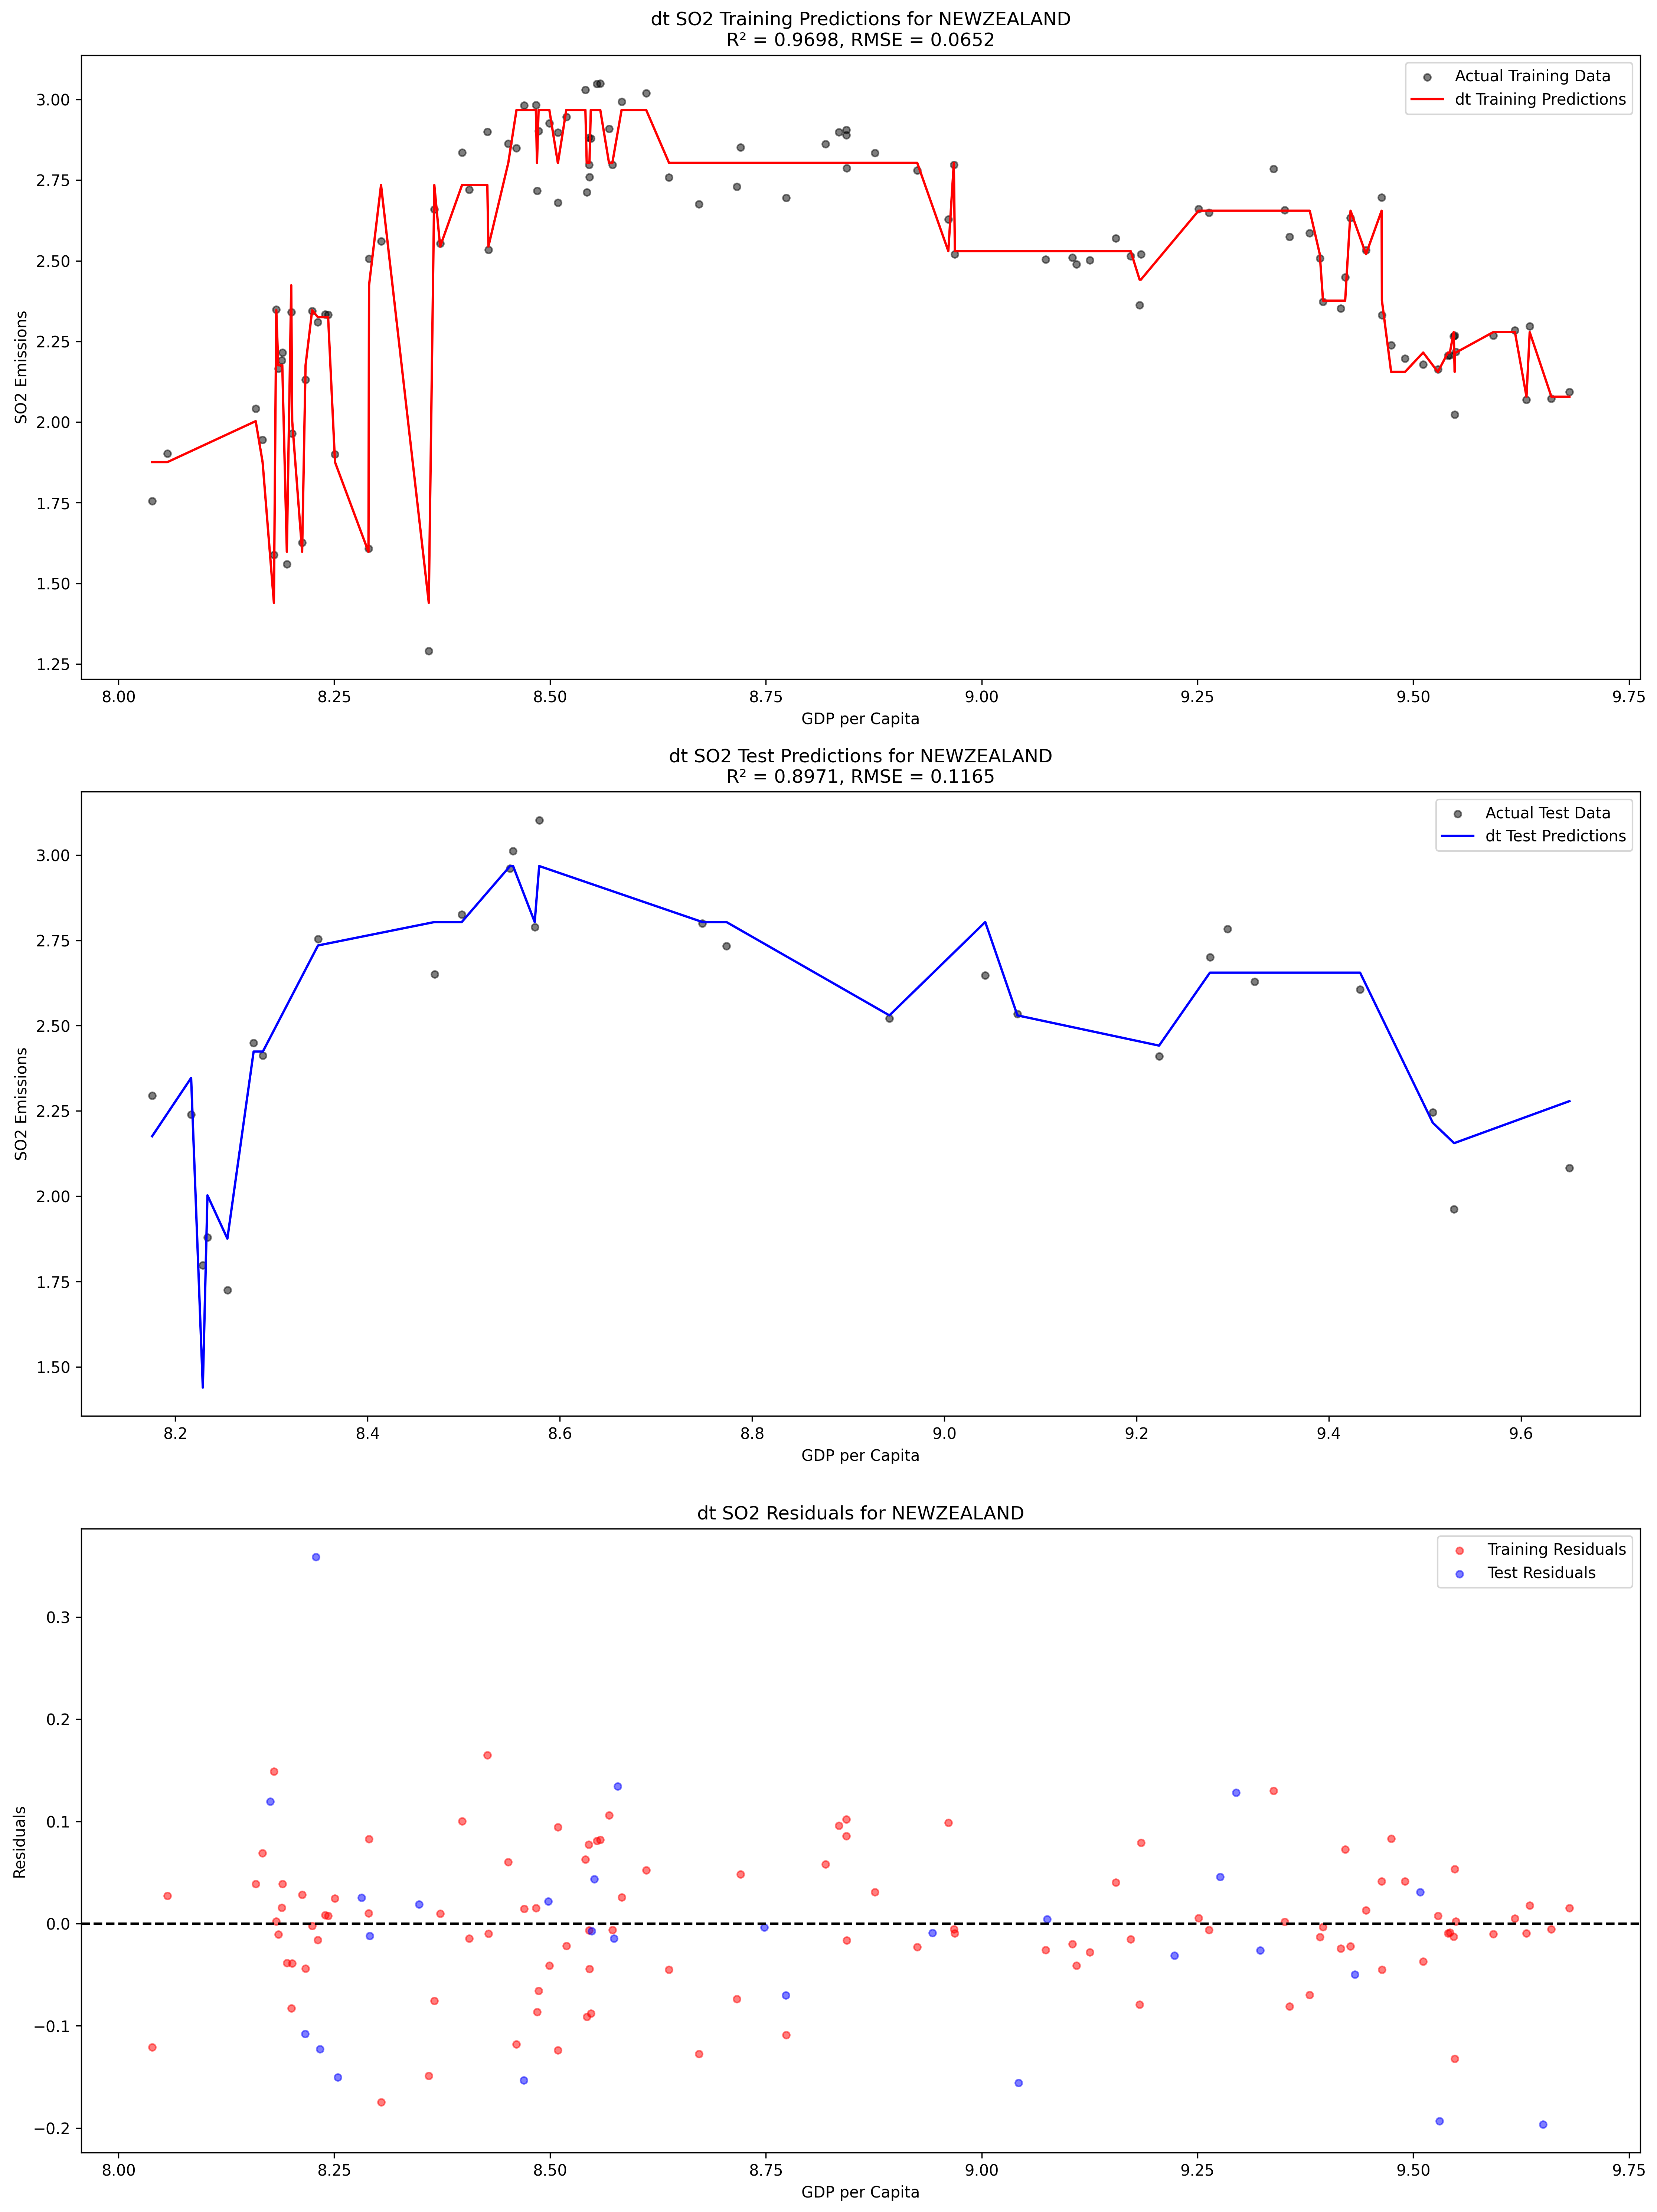 dt SO2 Training Predictions for NEWZEALAND
R² = 0.9698, RMSE = 0.0652
Actual Training Data
dt Training Predictions
3.00
2.75
2.50
2.25
2.00
1.75
1.50
1.25
SO2 Emissions
8.00 8.25 8.50 8.75 9.00 9.25 9.50 9.75
GDP per Capita
dt SO2 Test Predictions for NEWZEALAND
R² = 0.8971, RMSE = 0.1165
Actual Test Data
dt Test Predictions
3.00
2.75
2.50
2.25
2.00
1.75
1.50
SO2 Emissions
8.2 8.4 8.6 8.8 9.0 9.2 9.4 9.6
GDP per Capita
dt SO2 Residuals for NEWZEALAND
Training Residuals
Test Residuals
0.3
0.2
0.1
0.0
−0.1
−0.2
Residuals
8.00 8.25 8.50 8.75 9.00 9.25 9.50 9.75
GDP per Capita